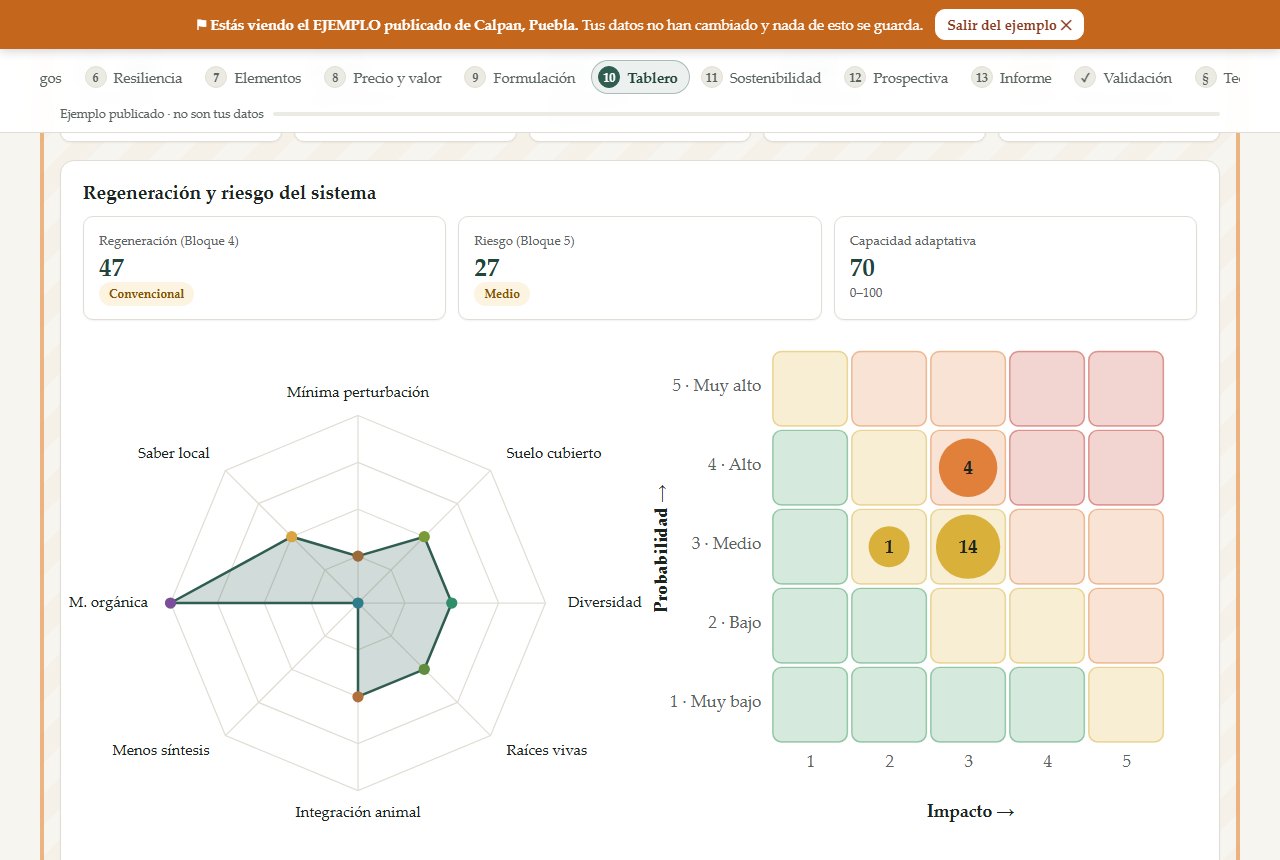 ⚑ Estás viendo el EJEMPLO publicado de Calpan, Puebla. Tus datos no han cambiado y nada de esto se guarda. Salir del ejemplo ✕
gos 6 Resiliencia 7 Elementos 8 Precio y valor 9 Formulación 10 Tablero 11 Sostenibilidad 12 Prospectiva 13 Informe ✓ Validación § Te
Ejemplo publicado · no son tus datos
Regeneración y riesgo del sistema
Regeneración (Bloque 4)
47
Convencional
Riesgo (Bloque 5)
27
Medio
Capacidad adaptativa
70
0–100
Mínima perturbación
Suelo cubierto
Diversidad
Raíces vivas
Integración animal
Menos síntesis
M. orgánica
Saber local
Probabilidad →
5 · Muy alto
4 · Alto
4
3 · Medio
1 14
2 · Bajo
1 · Muy bajo
1 2 3 4 5
Impacto →